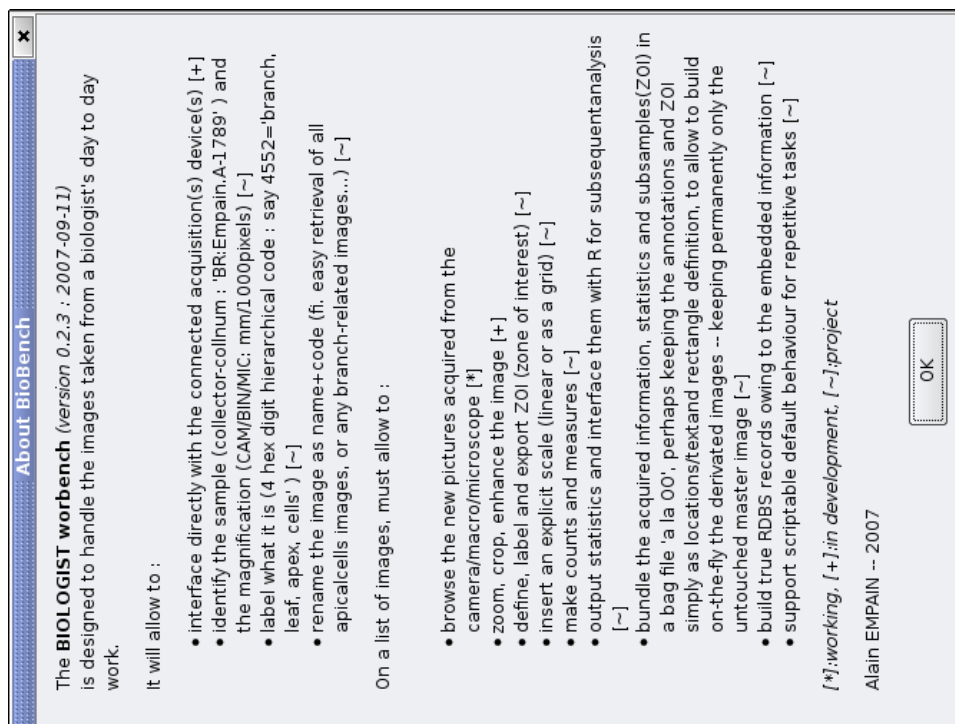 About BioBench
The BIOLOGIST worbench (version 0.2.3 : 2007-09-11)
is designed to handle the images taken from a biologist's day to day
work.
It will allow to :
• interface directly with the connected acquisition(s) device(s) [+]
• identify the sample (collector-collnum : 'BR:Empain.A-1789' ) and
the magnification (CAM/BIN/MIC: mm/1000pixels) [~]
• label what it is (4 hex digit hierarchical code : say 4552='branch,
leaf, apex, cells' ) [~]
• rename the image as name+code (fi. easy retrieval of all
apicalcells images, or any branch-related images...) [~]
On a list of images, must allow to :
• browse the new pictures acquired from the
camera/macro/microscope [*]
• zoom, crop, enhance the image [+]
• define, label and export ZOI (zone of interest) [~]
• insert an explicit scale (linear or as a grid) [~]
• make counts and measures [~]
• output statistics and interface them with R for subsequentanalysis
[~]
• bundle the acquired information, statistics and subsamples(ZOI) in
a bag file 'a la OO', perhaps keeping the annotations and ZOI
simply as locations/textand rectangle definition, to allow to build
on-the-fly the derivated images -- keeping permanently only the
untouched master image [~]
• build true RDBS records owing to the embedded information [~]
• support scriptable default behaviour for repetitive tasks [~]
[*]:working, [+]:in development, [~]:project
Alain EMPAIN -- 2007
OK